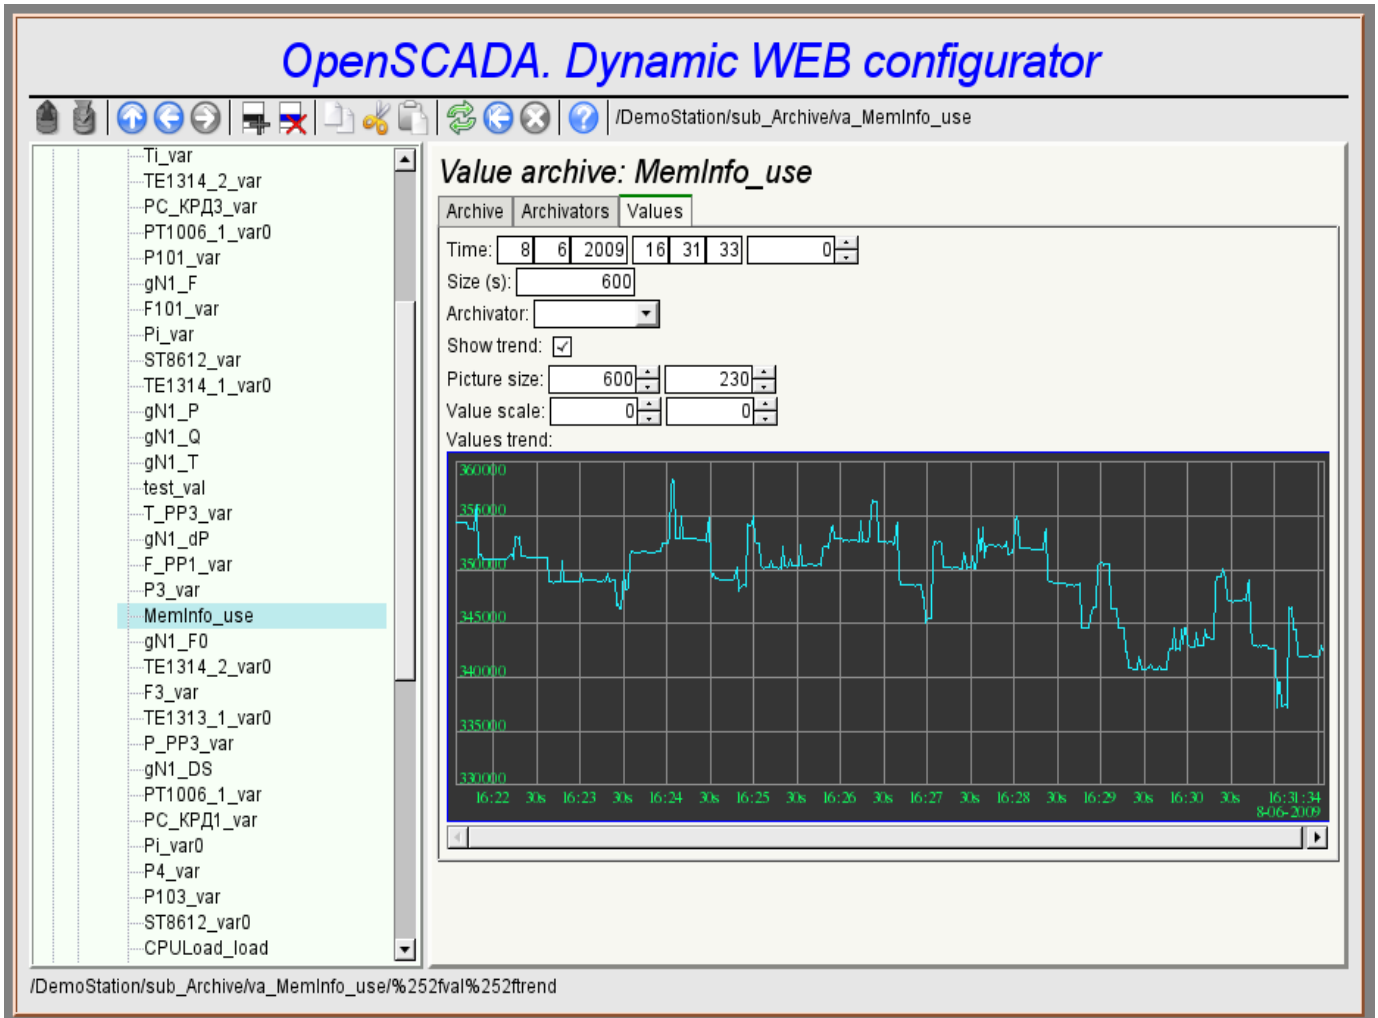 OpenSCADA. Dynamic WEB configurator
/DemoStation/sub_Archive/va_MemInfo_use
Ti_var
TE1314_2_var
РС_КРД3_var
PT1006_1_var0
P101_var
gN1_F
F101_var
Pi_var
ST8612_var
TE1314_1_var0
gN1_P
gN1_Q
gN1_T
test_val
T_PP3_var
gN1_dP
F_PP1_var
P3_var
MemInfo_use
gN1_F0
TE1314_2_var0
F3_var
TE1313_1_var0
P_PP3_var
gN1_DS
PT1006_1_var
РС_КРД1_var
Pi_var0
P4_var
P103_var
ST8612_var0
CPULoad_load
Value archive: MemInfo_use
Archive Archivators Values
Time: 8 6 2009 16 31 33 0
Size (s): 600
Archivator:
Show trend:
Picture size: 600 230
Value scale: 0 0
Values trend:
360000
355000
350000
345000
340000
335000
330000
16:22 30s 16:23 30s 16:24 30s 16:25 30s 16:26 30s 16:27 30s 16:28 30s 16:29 30s 16:30 30s 16:31:34
8-06-2009
/DemoStation/sub_Archive/va_MemInfo_use/%252fval%252ftrend